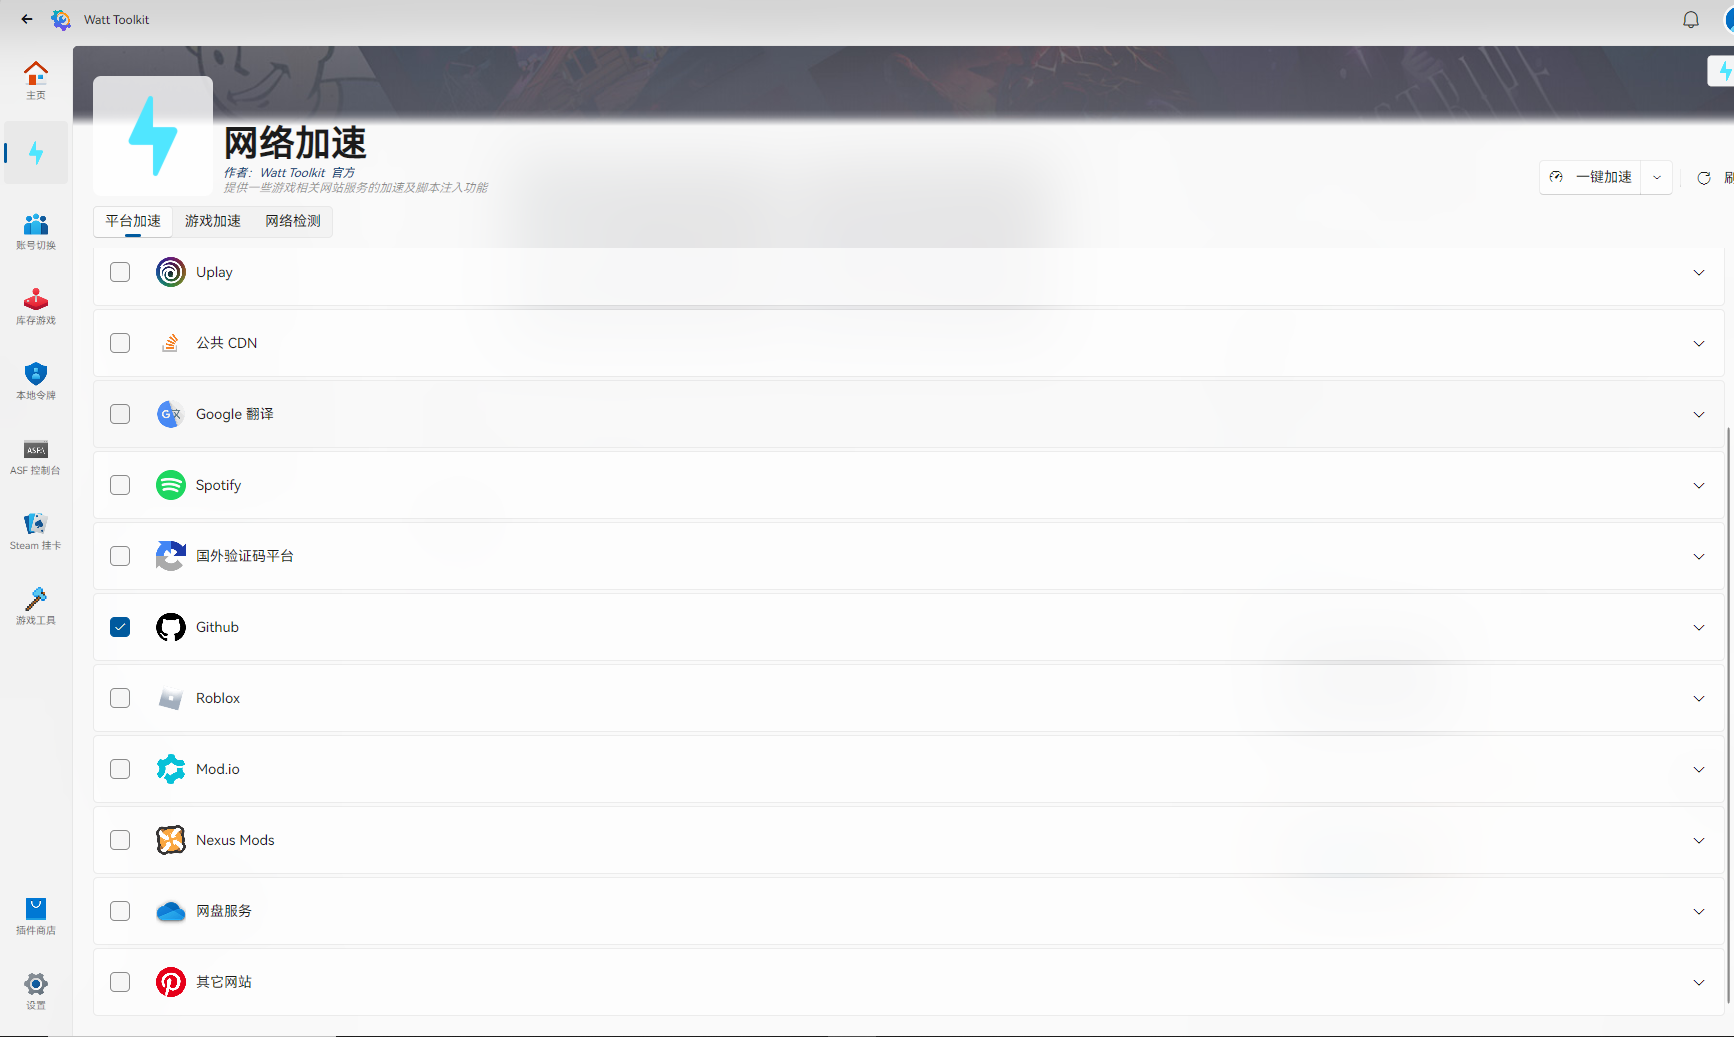 Watt Toolkit
主页
账号切换
库存游戏
本地令牌
ASF
ASF 控制台
Steam 挂卡
游戏工具
插件商店
设置
网络加速
作者： Watt Toolkit 官方
提供一些游戏相关网站服务的加速及脚本注入功能
一键加速
平台加速
游戏加速
网络检测
Uplay
公共 CDN
Google 翻译
Spotify
国外验证码平台
Github
Roblox
Mod.io
Nexus Mods
网盘服务
其它网站